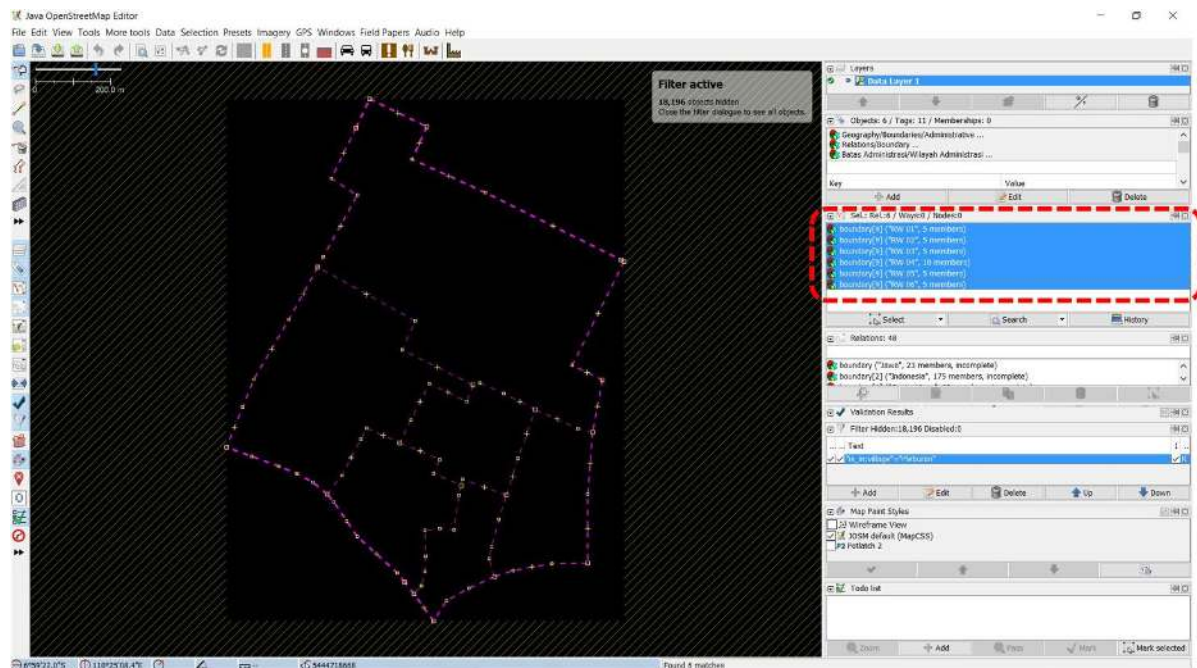 Java OpenStreetMap Editor
File Edit View Tools More tools Data Selection Presets Imagery GPS Windows Field Papers Audio Help
0 200.0 m
Filter active
18,196 objects hidden
Close the filter dialogue to see all objects.
Layers
Data Layer 1
Objects: 6 / Tags: 11 / Memberships: 0
Geography/Boundaries/Administrative ...
Relations/Boundary ...
Batas Administrasi/Wilayah Administrasi ...
Key Value
Add Edit Delete
Sel.: Rel.:6 / Ways:0 / Nodes:0
boundary[9] ("RW 01", 5 members)
boundary[9] ("RW 02", 5 members)
boundary[9] ("RW 03", 5 members)
boundary[9] ("RW 04", 10 members)
boundary[9] ("RW 05", 5 members)
boundary[9] ("RW 06", 5 members)
Select Search History
Relations: 48
23 members, incomplete)
boundary[2] ("Indonesia", 175 members, incomplete)
Validation Results
Filter Hidden:18,196 Disabled:0
... Text
Add Edit Delete Up Down
Map Paint Styles
Wireframe View
JOSM default (MapCSS)
Potlatch 2
Todo list
Zoom Add Pass Mark Mark selected
5444718668
Found 6 matches